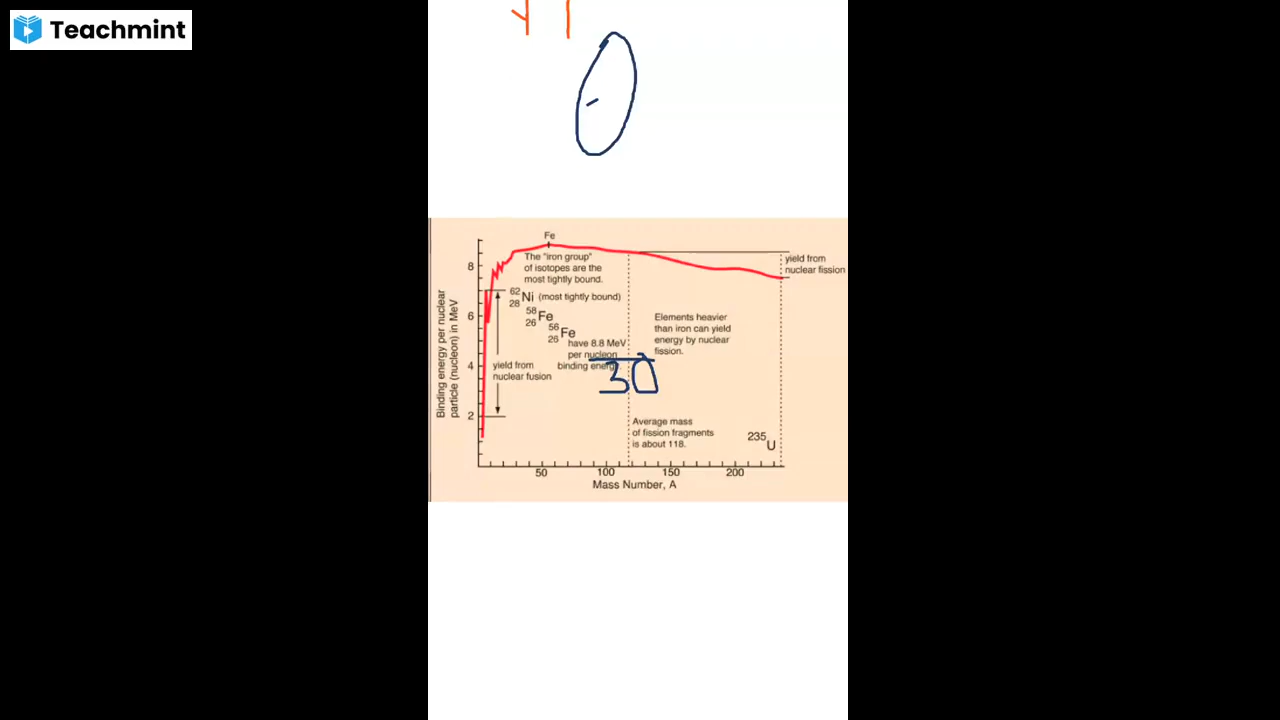 Teachmint
Fe
The "iron group"
of isotopes are the
most tightly bound.
yield from
nuclear fission
62
28 Ni (most tightly bound)
58
26 Fe
56
26 Fe
have 8.8 MeV
per nucleon
binding energy.
Elements heavier
than iron can yield
energy by nuclear
fission.
yield from
nuclear fusion
30
Average mass
of fission fragments
is about 118.
235 U
8
6
4
2
Binding energy per nuclear
particle (nucleon) in MeV
50 100 150 200
Mass Number, A